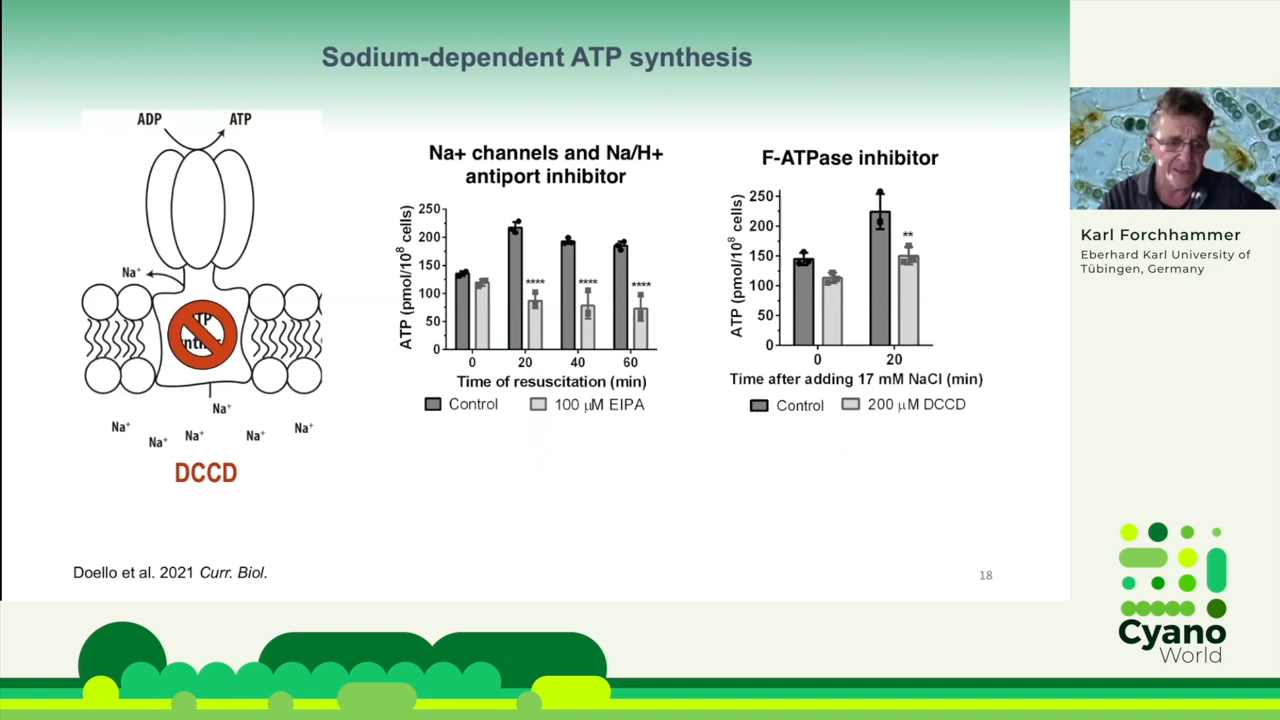 Sodium-dependent ATP synthesis
ADP
ATP
Na⁺
Na⁺
Na⁺
Na⁺
Na⁺
Na⁺
Na⁺
DCCD
Na+ channels and Na/H+
antiport inhibitor
ATP (pmol/10⁸ cells)
250
200
150
100
50
0
****
****
****
0 20 40 60
Time of resuscitation (min)
Control 100 µM EIPA
F-ATPase inhibitor
ATP (pmol/10⁸ cells)
250
200
150
100
50
0
**
0 20
Time after adding 17 mM NaCl (min)
Control 200 µM DCCD
Doello et al. 2021 Curr. Biol.
18
Karl Forchhammer
Eberhard Karl University of
Tübingen, Germany
Cyano
World